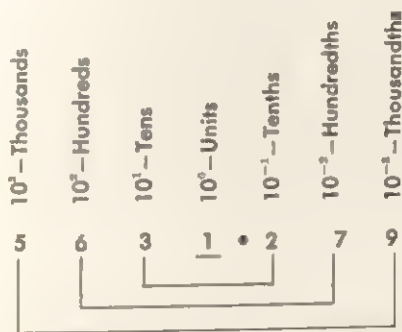 10³—Thousands
10²—Hundreds
10¹—Tens
10⁰—Units
10⁻¹—Tenths
10⁻²—Hundredths
10⁻³—Thousandths
5 6 3 1 • 2 7 9